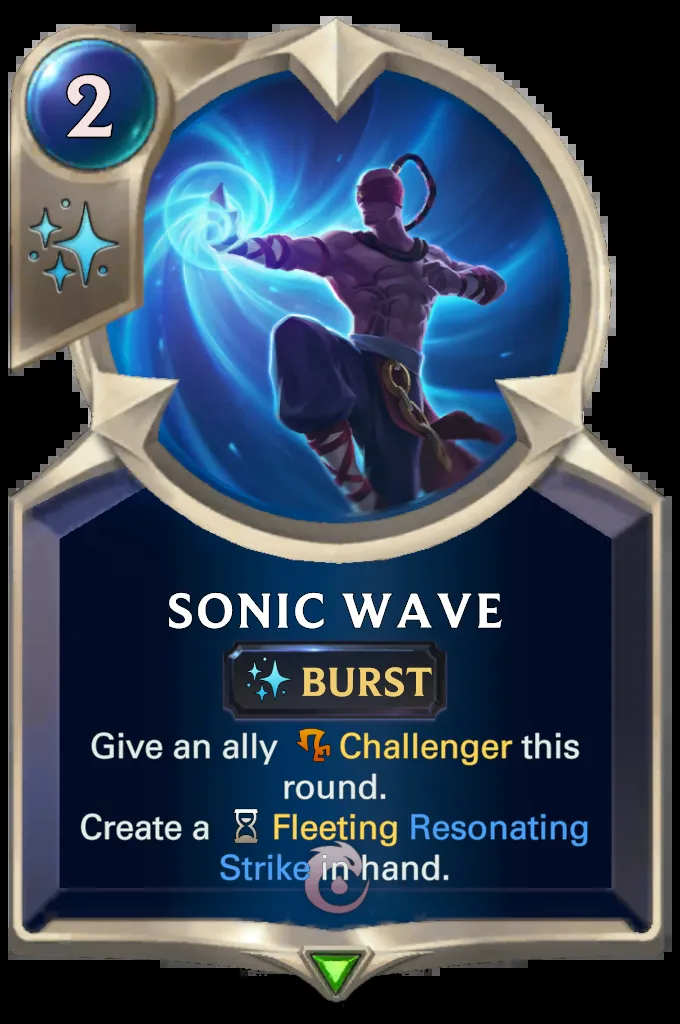 2
SONIC WAVE
BURST
Give an ally Challenger this
round.
Create a Fleeting Resonating
Strike in hand.